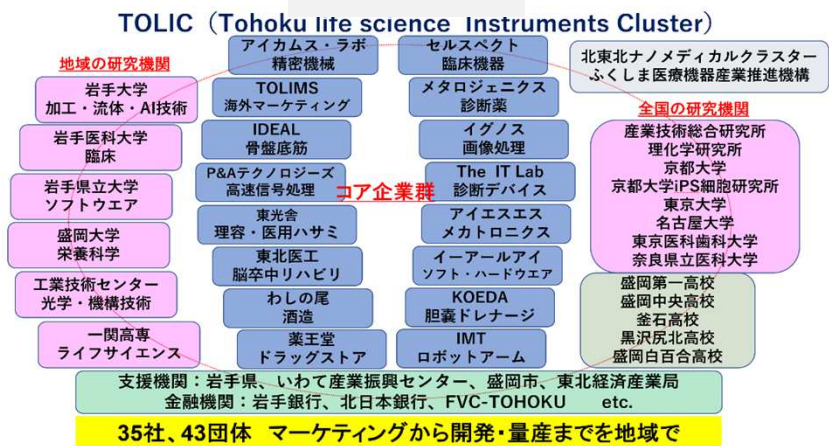 TOLIC（Tohoku life science Instruments Cluster）
地域の研究機関
岩手大学
加工・流体・AI技術
岩手医科大学
臨床
岩手県立大学
ソフトウエア
盛岡大学
栄養科学
工業技術センター
光学・機構技術
一関高専
ライフサイエンス
アイカムス・ラボ
精密機械
TOLIMS
海外マーケティング
IDEAL
骨盤底筋
P&Aテクノロジーズ
高速信号処理
東光舎
理容・医用ハサミ
東北医工
脳卒中リハビリ
わしの尾
酒造
薬王堂
ドラッグストア
コア企業群
セルスペクト
臨床機器
メタロジェニクス
診断薬
イグノス
画像処理
The IT Lab
診断デバイス
アイエスエス
メカトロニクス
イーアールアイ
ソフト・ハードウエア
KOEDA
胆嚢ドレナージ
IMT
ロボットアーム
北東北ナノメディカルクラスター
ふくしま医療機器産業推進機構
全国の研究機関
産業技術総合研究所
理化学研究所
京都大学
京都大学iPS細胞研究所
東京大学
名古屋大学
東京医科歯科大学
奈良県立医科大学
盛岡第一高校
盛岡中央高校
釜石高校
黒沢尻北高校
盛岡白百合高校
支援機関：岩手県、いわて産業振興センター、盛岡市、東北経済産業局
金融機関：岩手銀行、北日本銀行、FVC-TOHOKU etc.
35社、43団体 マーケティングから開発・量産までを地域で